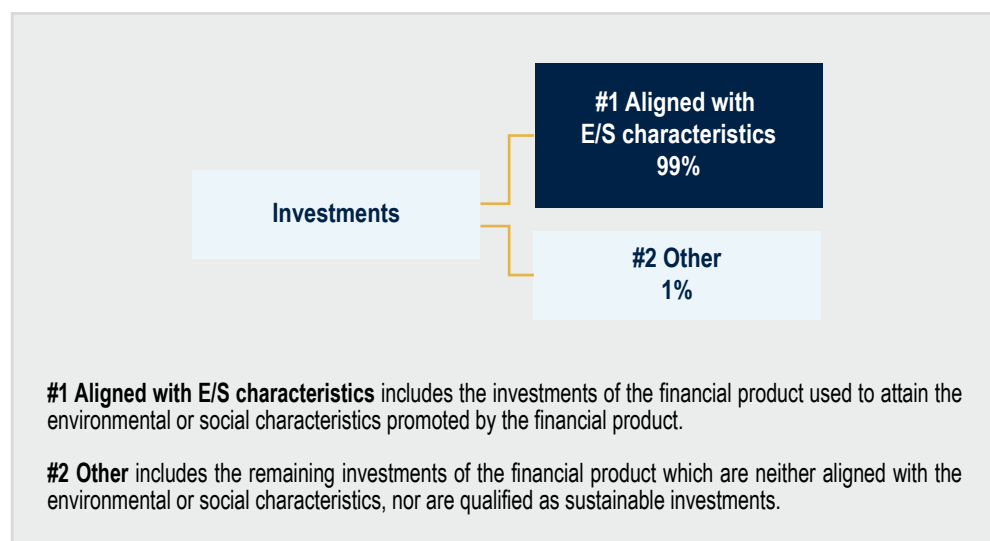 #1 Aligned with
E/S characteristics
99%
Investments
#2 Other
1%
#1 Aligned with E/S characteristics includes the investments of the financial product used to attain the
environmental or social characteristics promoted by the financial product.
#2 Other includes the remaining investments of the financial product which are neither aligned with the
environmental or social characteristics, nor are qualified as sustainable investments.